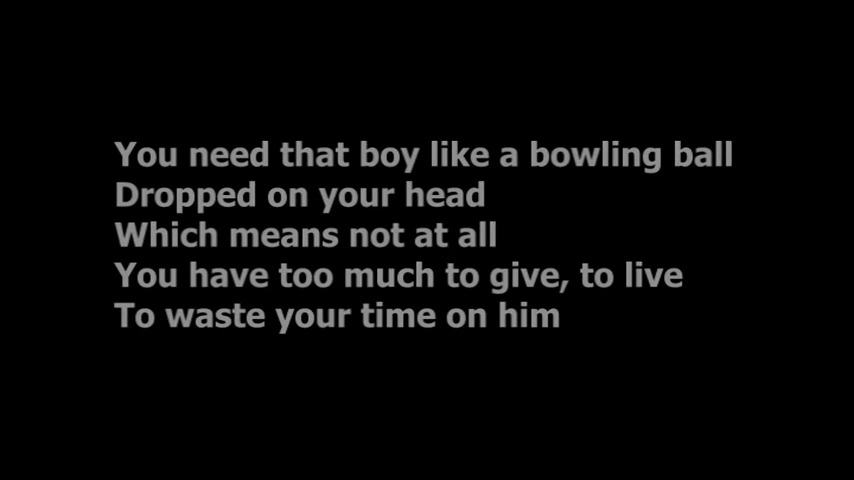 You need that boy like a bowling ball
Dropped on your head
Which means not at all
You have too much to give, to live
To waste your time on him